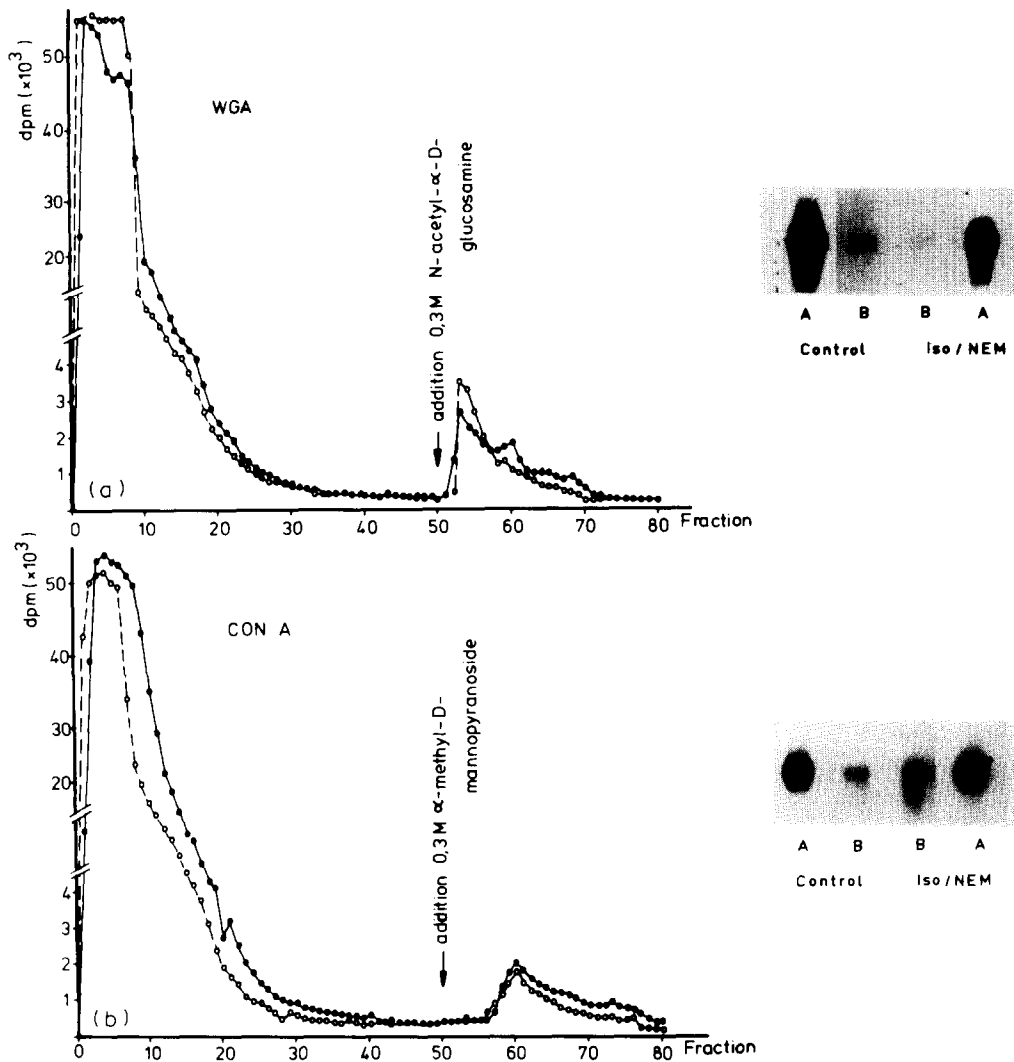 dpm (×10³)
50
40
30
20
4
3
2
1
WGA
addition 0,3M N-acetyl-α-D-
glucosamine
(a)
0
10
20
30
40
50
60
70
80
Fraction
A
B
B
A
Control
Iso/NEM
dpm (×10³)
50
40
30
20
4
3
2
1
CON A
addition 0,3M α-methyl-D-
mannopyranoside
(b)
0
10
20
30
40
50
60
70
80
Fraction
A
B
B
A
Control
Iso/NEM